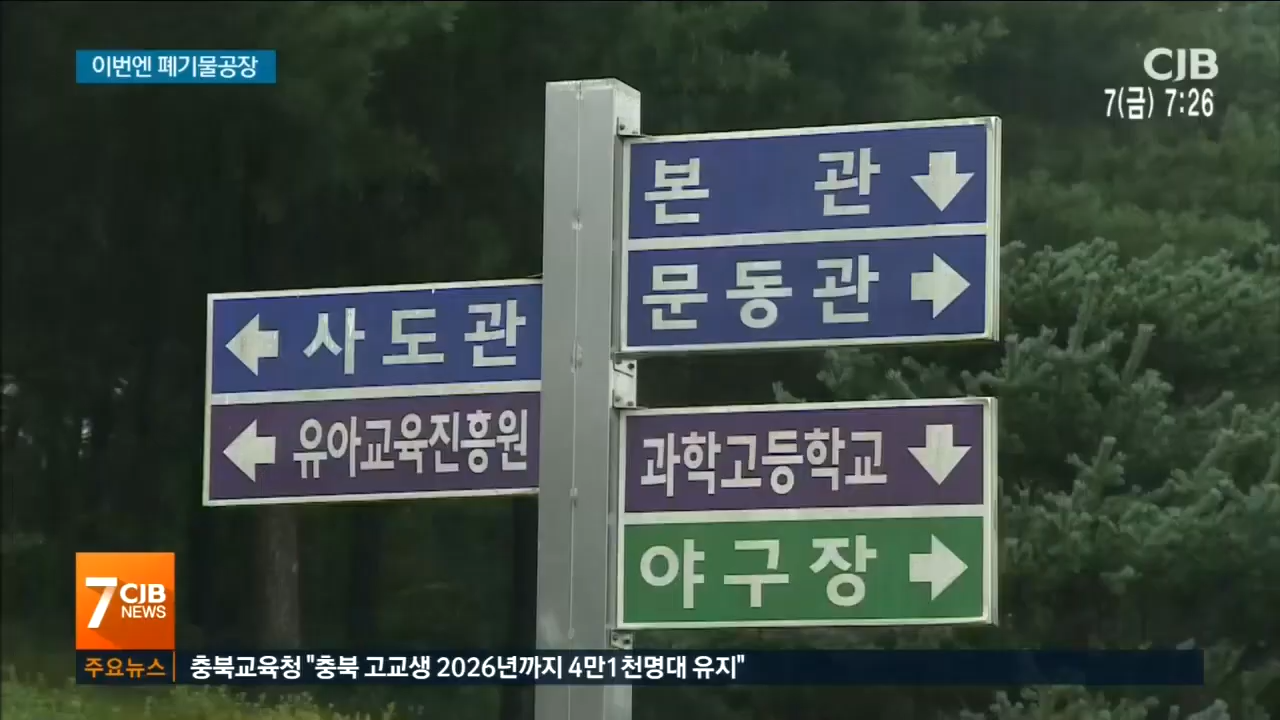 이번엔 폐기물공장
CJB
7(금) 7:26
본 관
문동관
사도관
유아교육진흥원
과학고등학교
야구장
7 CJB NEWS
주요뉴스 충북교육청 "충북 고교생 2026년까지 4만1천명대 유지"